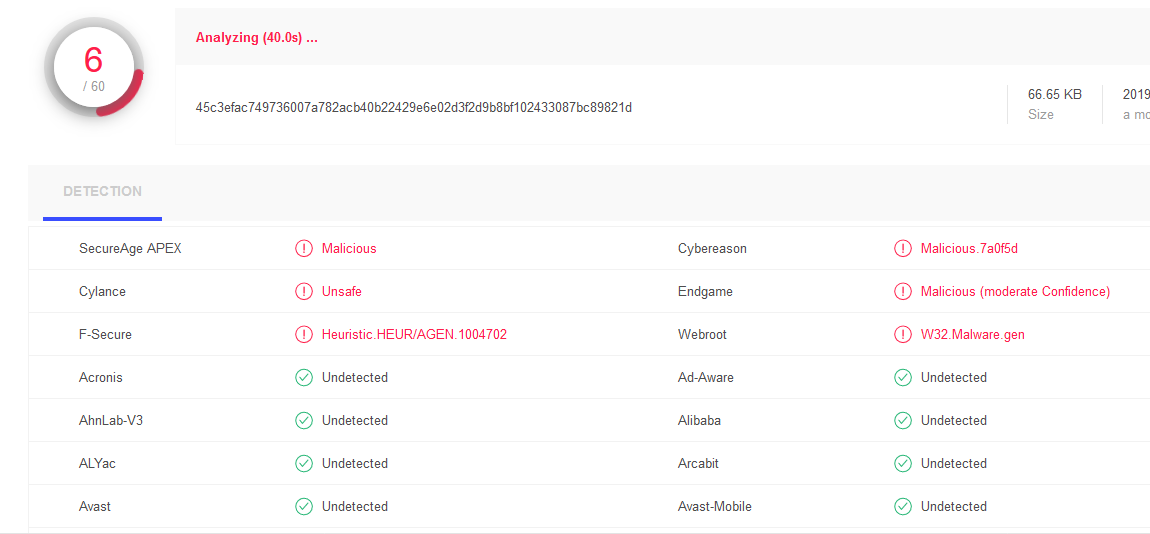 6
/ 60
Analyzing (40.0s) ...
45c3efac749736007a782acb40b22429e6e02d3f2d9b8bf102433087bc89821d
66.65 KB
Size
2019
a mo
DETECTION
SecureAge APEX Malicious Cybereason Malicious.7a0f5d
Cylance Unsafe Endgame Malicious (moderate Confidence)
F-Secure Heuristic.HEUR/AGEN.1004702 Webroot W32.Malware.gen
Acronis Undetected Ad-Aware Undetected
AhnLab-V3 Undetected Alibaba Undetected
ALYac Undetected Arcabit Undetected
Avast Undetected Avast-Mobile Undetected